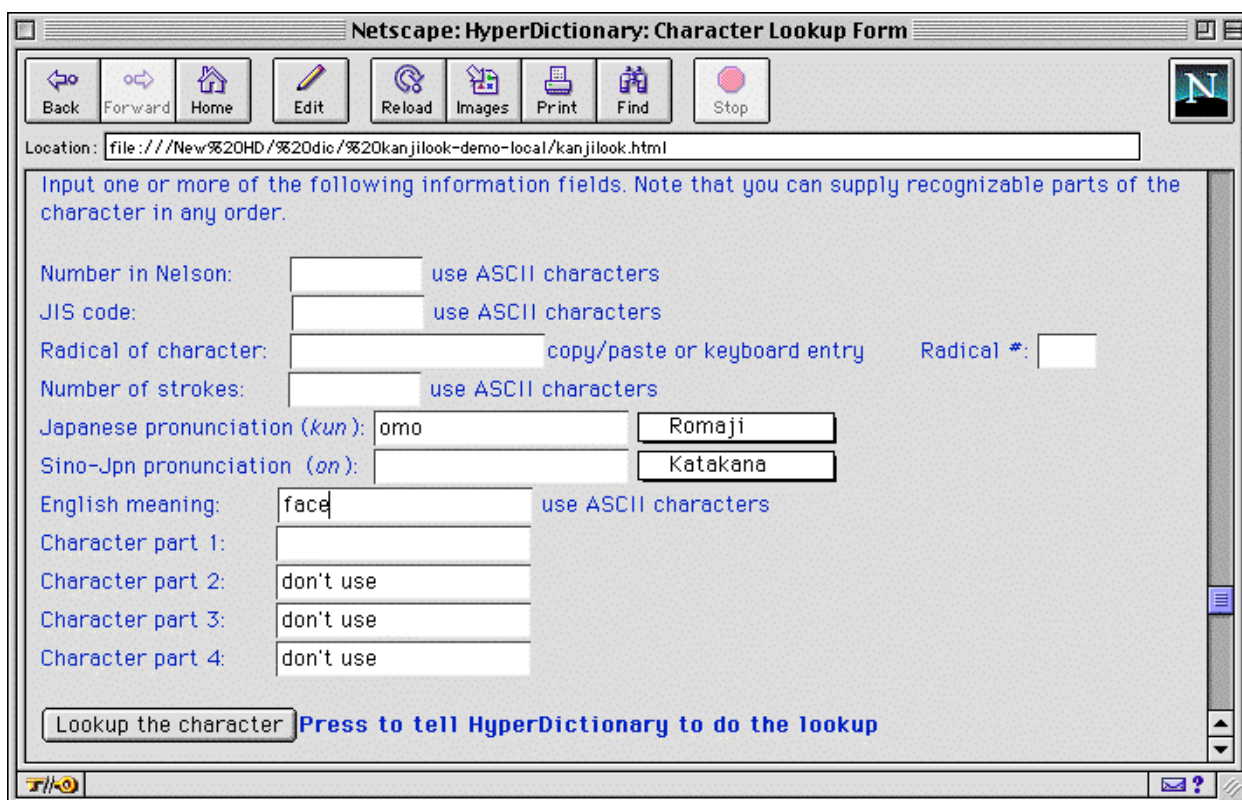 Netscape: HyperDictionary: Character Lookup Form
Back Forward Home Edit Reload Images Print Find Stop N
Location: file:///New%20HD/%20dic/%20kanjilook-demo-local/kanjilook.html
Input one or more of the following information fields. Note that you can supply recognizable parts of the
character in any order.
Number in Nelson: use ASCII characters
JIS code: use ASCII characters
Radical of character: copy/paste or keyboard entry Radical #:
Number of strokes: use ASCII characters
Japanese pronunciation (kun): omo Romaji
Sino-Jpn pronunciation (on): Katakana
English meaning: face use ASCII characters
Character part 1:
Character part 2: don't use
Character part 3: don't use
Character part 4: don't use
Lookup the character Press to tell HyperDictionary to do the lookup
?